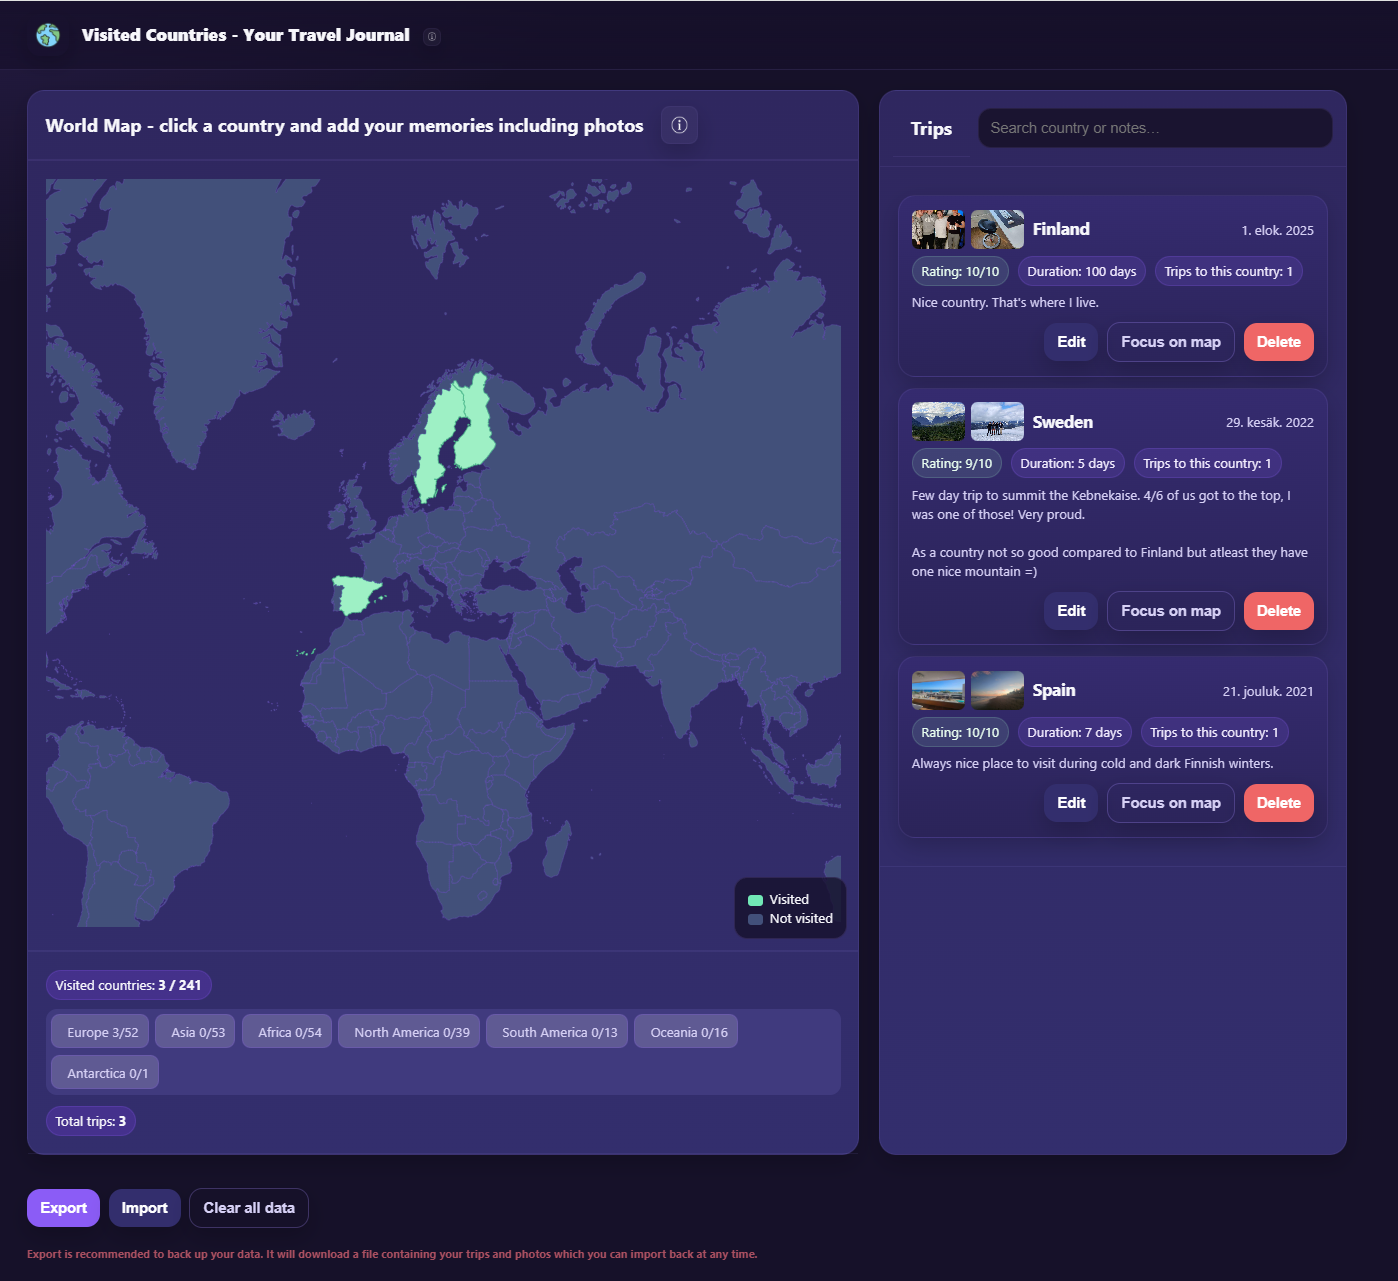 Visited Countries - Your Travel Journal
World Map - click a country and add your memories including photos
Visited
Not visited
Visited countries: 3 / 241
Europe 3/52
Asia 0/53
Africa 0/54
North America 0/39
South America 0/13
Oceania 0/16
Antarctica 0/1
Total trips: 3
Trips
Search country or notes...
Finland
1. elok. 2025
Rating: 10/10
Duration: 100 days
Trips to this country: 1
Nice country. That's where I live.
Edit
Focus on map
Delete
Sweden
29. kesäk. 2022
Rating: 9/10
Duration: 5 days
Trips to this country: 1
Few day trip to summit the Kebnekaise. 4/6 of us got to the top, I
was one of those! Very proud.
As a country not so good compared to Finland but atleast they have
one nice mountain =)
Edit
Focus on map
Delete
Spain
21. jouluk. 2021
Rating: 10/10
Duration: 7 days
Trips to this country: 1
Always nice place to visit during cold and dark Finnish winters.
Edit
Focus on map
Delete
Export
Import
Clear all data
Export is recommended to back up your data. It will download a file containing your trips and photos which you can import back at any time.